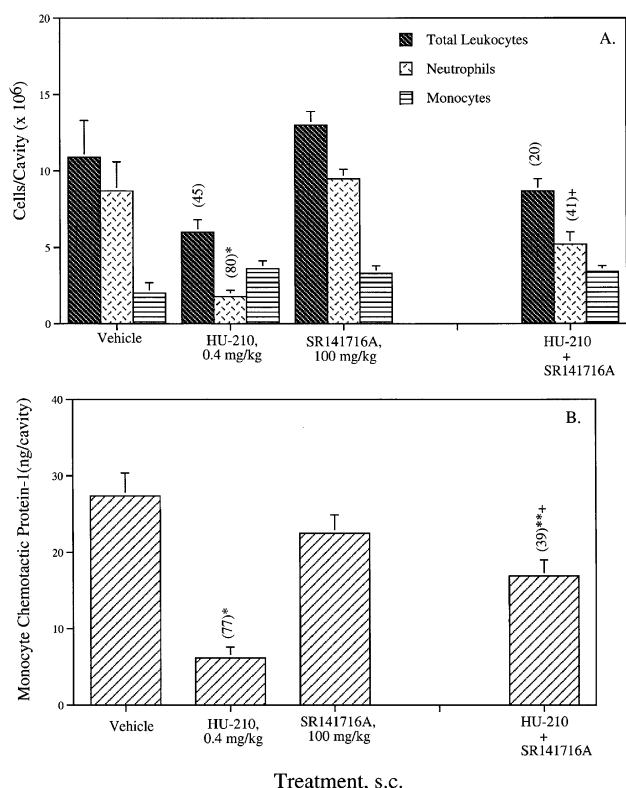 20
15
10
5
0
Cells/Cavity (x 10⁶)
Total Leukocytes
Neutrophils
Monocytes
A.
(45)
(80)*
(20)
(41)+
Vehicle
HU-210,
0.4 mg/kg
SR141716A,
100 mg/kg
HU-210
+
SR141716A
40
30
20
10
0
Monocyte Chemotactic Protein-1(ng/cavity)
B.
(77)*
(39)**+
Vehicle
HU-210,
0.4 mg/kg
SR141716A,
100 mg/kg
HU-210
+
SR141716A
Treatment, s.c.